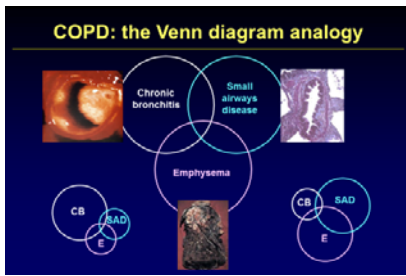 COPD: the Venn diagram analogy
Chronic
bronchitis
Small
airways
disease
Emphysema
CB
SAD
E
CB
SAD
E